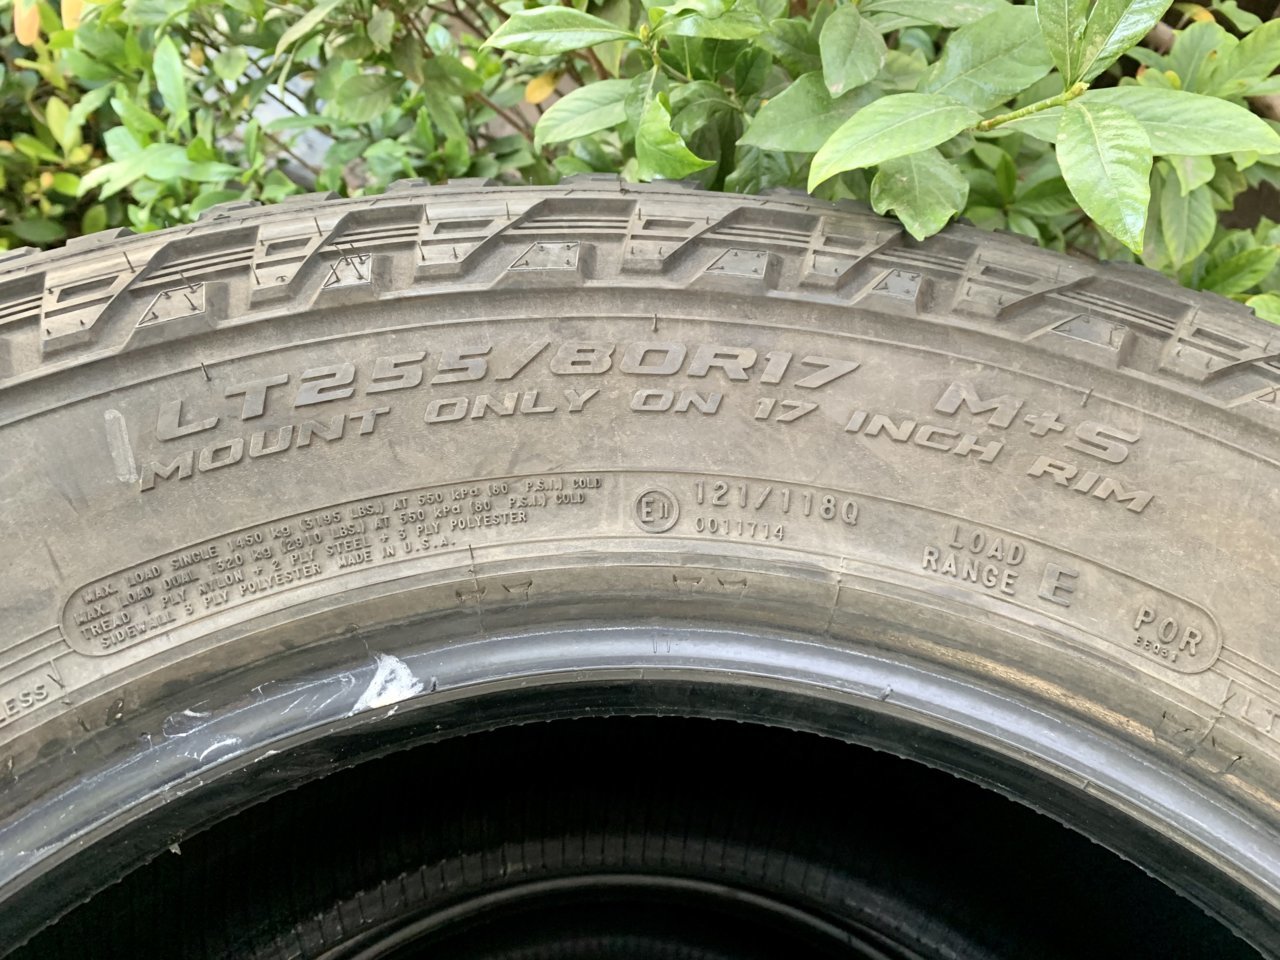 LT255/80R17 M+S
MOUNT ONLY ON 17 INCH RIM
MAX. LOAD SINGLE 1450 kg (3195 LBS.) AT 550 kPa (80 P.S.I.) COLD
MAX. LOAD DUAL 1320 kg (2910 LBS.) AT 550 kPa (80 P.S.I.) COLD
TREAD 1 PLY NYLON + 2 PLY STEEL + 3 PLY POLYESTER
SIDEWALL 3 PLY POLYESTER MADE IN U.S.A.
E11
121/118Q
0011714
LOAD
RANGE E
POR
LESS